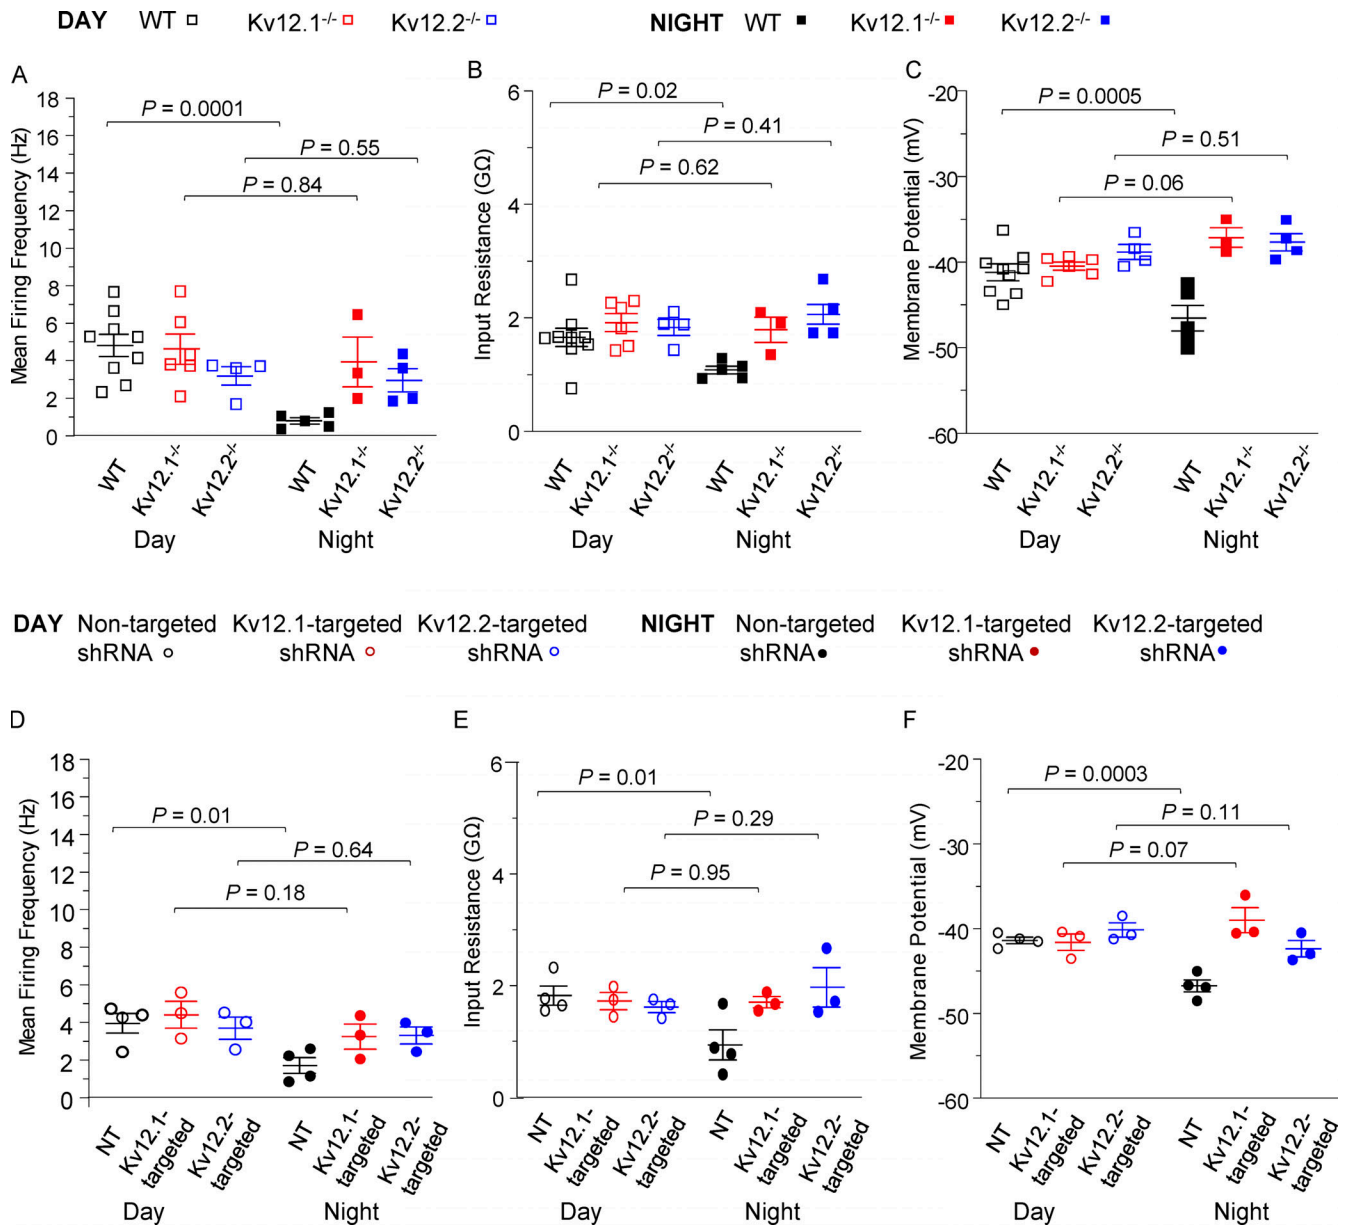 DAY WT Kv12.1-/- Kv12.2-/- NIGHT WT Kv12.1-/- Kv12.2-/-
A
Mean Firing Frequency (Hz)
18
16
14
12
10
8
6
4
2
0
P = 0.0001
P = 0.55
P = 0.84
WT
Kv12.1-/-
Kv12.2-/-
WT
Kv12.1-/-
Kv12.2-/-
Day Night
B
Input Resistance (GΩ)
6
4
2
0
P = 0.02
P = 0.41
P = 0.62
WT
Kv12.1-/-
Kv12.2-/-
WT
Kv12.1-/-
Kv12.2-/-
Day Night
C
Membrane Potential (mV)
-20
-30
-40
-50
-60
P = 0.0005
P = 0.51
P = 0.06
WT
Kv12.1-/-
Kv12.2-/-
WT
Kv12.1-/-
Kv12.2-/-
Day Night
DAY Non-targeted Kv12.1-targeted Kv12.2-targeted NIGHT Non-targeted Kv12.1-targeted Kv12.2-targeted
shRNA shRNA shRNA shRNA shRNA shRNA
D
Mean Firing Frequency (Hz)
18
16
14
12
10
8
6
4
2
0
P = 0.01
P = 0.64
P = 0.18
NT
Kv12.1-
targeted
Kv12.2-
targeted
NT
Kv12.1-
targeted
Kv12.2-
targeted
Day Night
E
Input Resistance (GΩ)
6
4
2
0
P = 0.01
P = 0.29
P = 0.95
NT
Kv12.1-
targeted
Kv12.2-
targeted
NT
Kv12.1-
targeted
Kv12.2-
targeted
Day Night
F
Membrane Potential (mV)
-20
-30
-40
-50
-60
P = 0.0003
P = 0.11
P = 0.07
NT
Kv12.1-
targeted
Kv12.2-
targeted
NT
Kv12.1-
targeted
Kv12.2-
targeted
Day Night